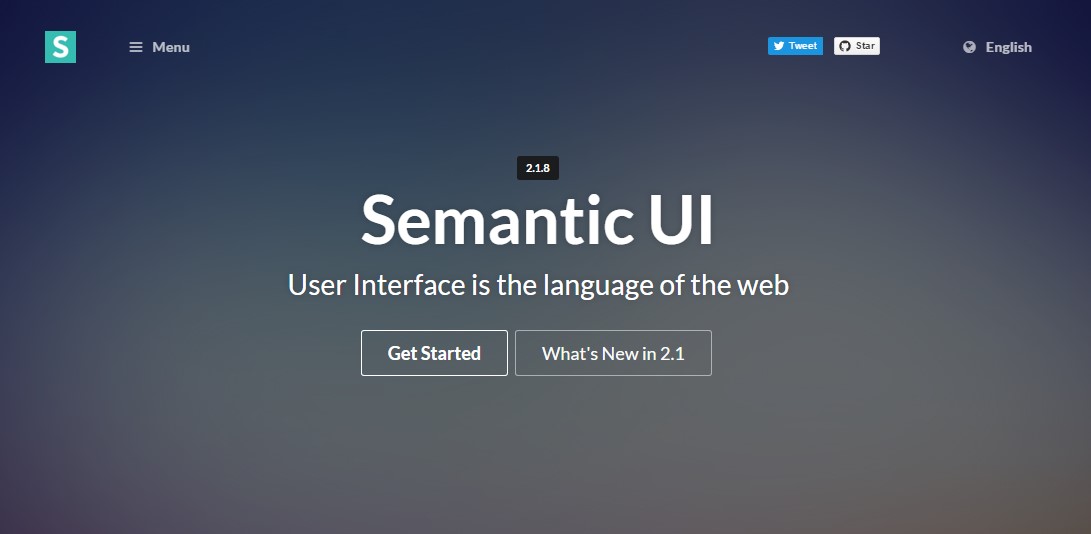 S
Menu
Tweet
Star
English
2.1.8
Semantic UI
User Interface is the language of the web
Get Started
What's New in 2.1